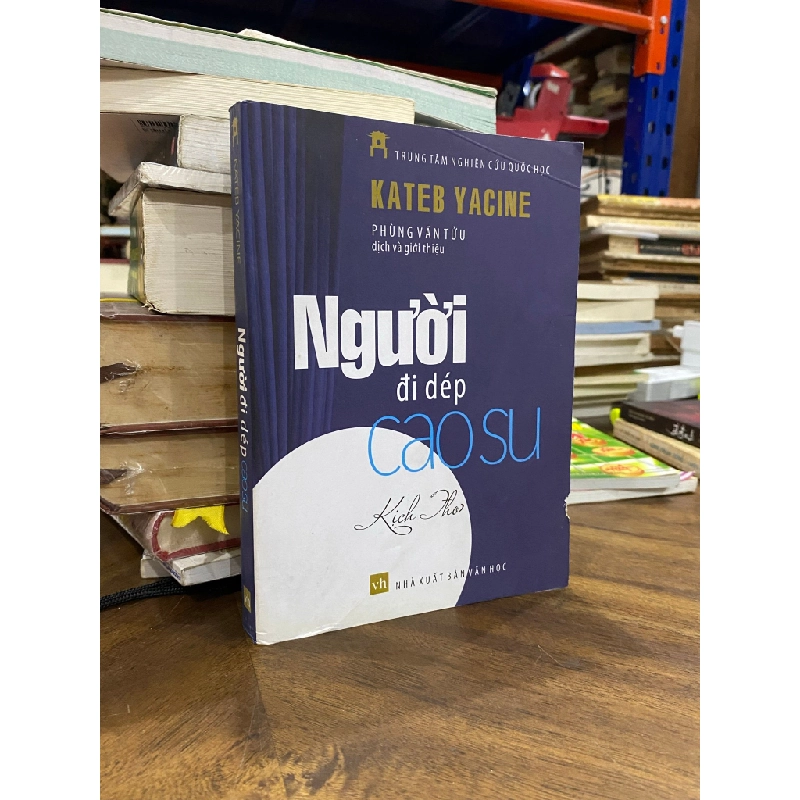 TRUNG TÂM NGHIÊN CỨU QUỐC HỌC
KATEB YACINE
PHÙNG VĂN TỬU
dịch và giới thiệu
Người
đi dép
cao su
Kịch Thơ
vh NHÀ XUẤT BẢN VĂN HỌC
KATEB YACINE
Người đi dép cao su